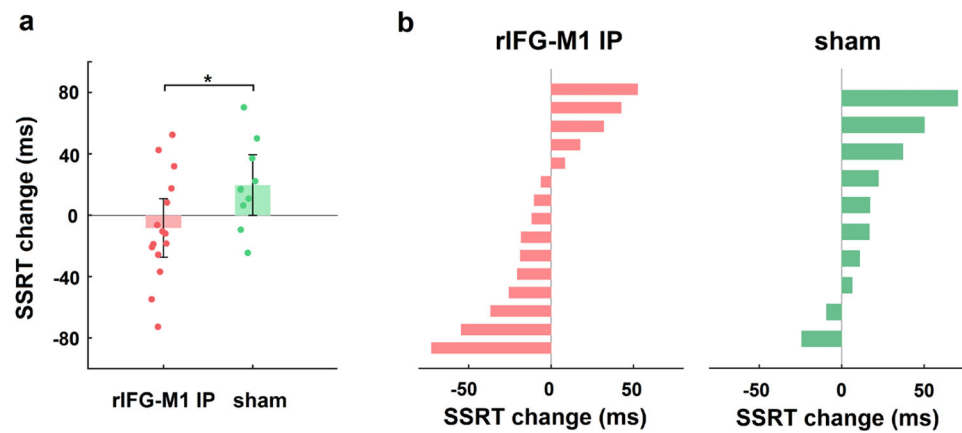 a
SSRT change (ms)
80
40
0
-40
-80
*
rIFG-M1 IP sham
b
rIFG-M1 IP
-50 0 50
SSRT change (ms)
sham
-50 0 50
SSRT change (ms)